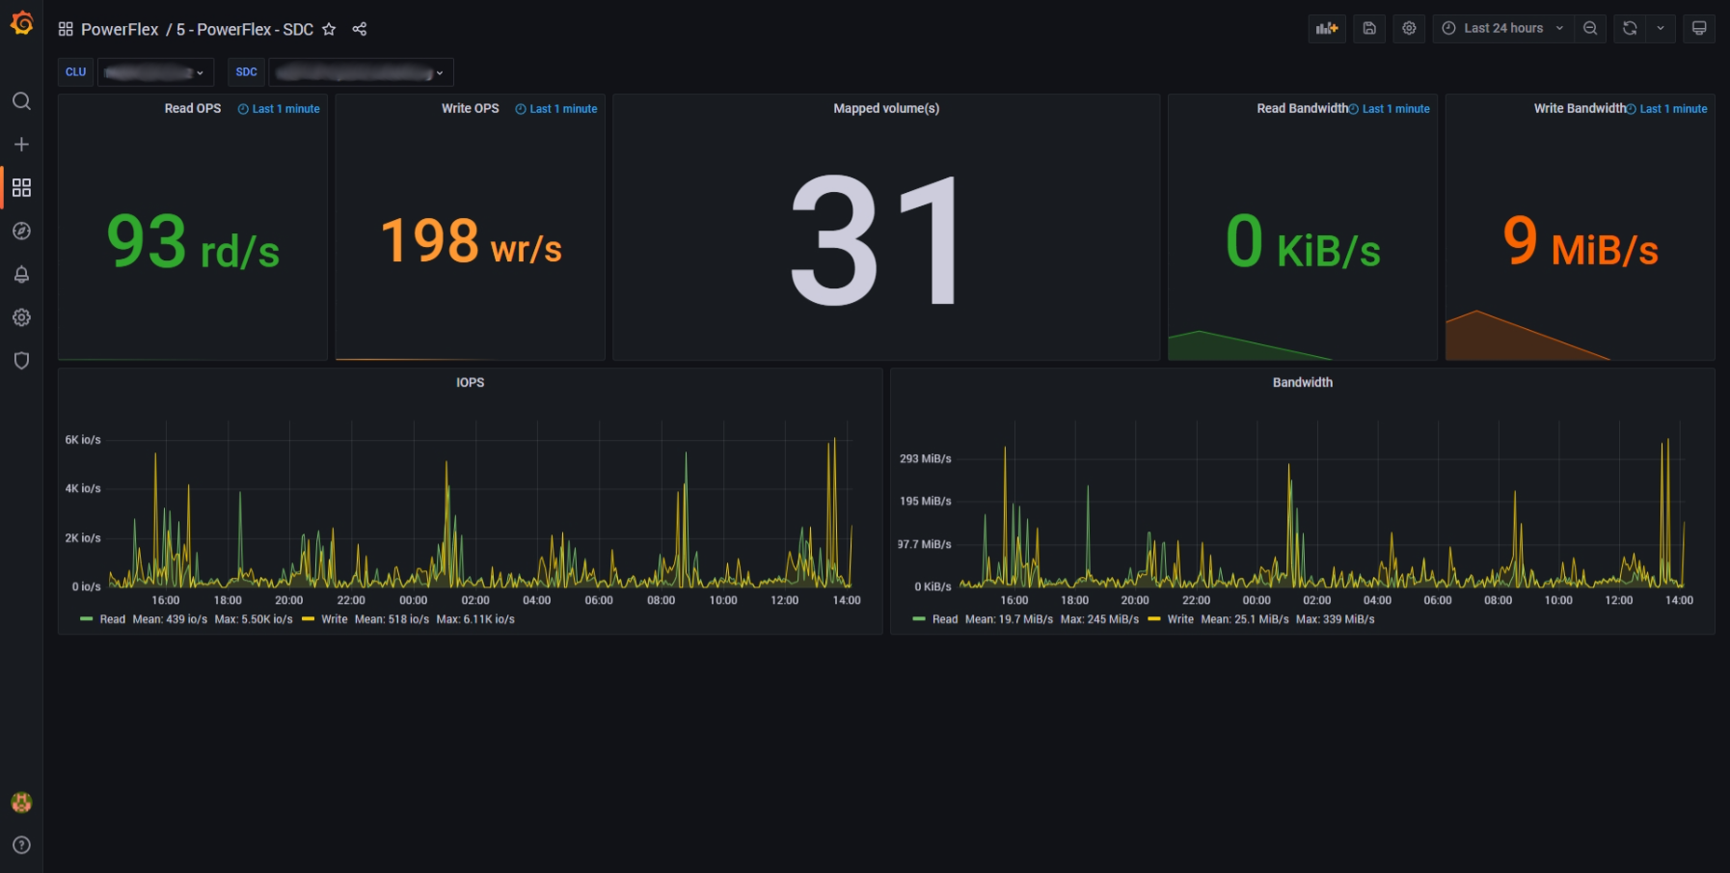 PowerFlex / 5 - PowerFlex - SDC
Last 24 hours
CLU
SDC
Read OPS Last 1 minute
93 rd/s
Write OPS Last 1 minute
198 wr/s
Mapped volume(s)
31
Read Bandwidth Last 1 minute
0 KiB/s
Write Bandwidth Last 1 minute
9 MiB/s
IOPS
6K io/s
4K io/s
2K io/s
0 io/s
16:00 18:00 20:00 22:00 00:00 02:00 04:00 06:00 08:00 10:00 12:00 14:00
Read Mean: 439 io/s Max: 5.50K io/s Write Mean: 518 io/s Max: 6.11K io/s
Bandwidth
293 MiB/s
195 MiB/s
97.7 MiB/s
0 KiB/s
16:00 18:00 20:00 22:00 00:00 02:00 04:00 06:00 08:00 10:00 12:00 14:00
Read Mean: 19.7 MiB/s Max: 245 MiB/s Write Mean: 25.1 MiB/s Max: 339 MiB/s